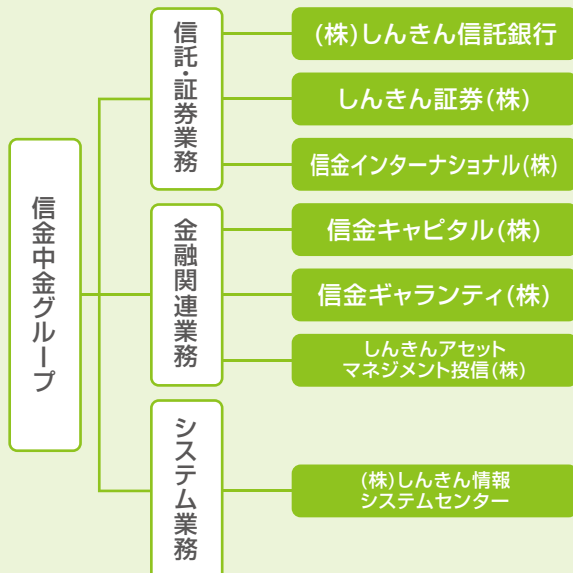 信金中金グループ
信託・証券業務
(株)しんきん信託銀行
しんきん証券(株)
信金インターナショナル(株)
金融関連業務
信金キャピタル(株)
信金ギャランティ(株)
しんきんアセット
マネジメント投信(株)
システム業務
(株)しんきん情報
システムセンター